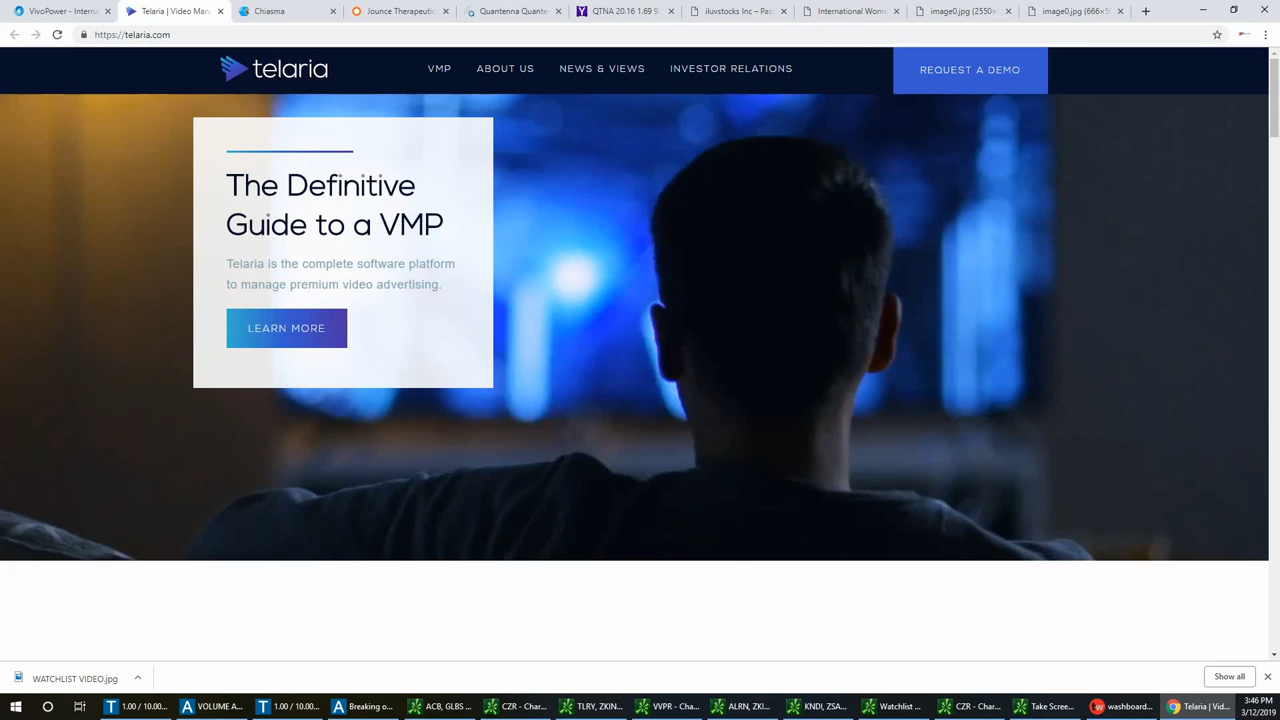 VivoPower - Interna
Telaria | Video Man
Chiasma
Jounce Therapeutic
Quantenna Quante
QTNA 20.16 1.69 9.
iluvstocks Inc – Pas
International Wome
image0.jpg (2550×
image0.jpg (666×5
https://telaria.com
telaria
VMP
ABOUT US
NEWS & VIEWS
INVESTOR RELATIONS
REQUEST A DEMO
The Definitive
Guide to a VMP
Telaria is the complete software platform
to manage premium video advertising.
LEARN MORE
WATCHLIST VIDEO.jpg
Show all
1.00 / 10.00...
VOLUME A...
1.00 / 10.00...
Breaking o...
ACB, GLBS ...
CZR - Char...
TLRY, ZKIN...
VVPR - Cha...
ALRN, ZKI...
KNDI, ZSA...
Watchlist ...
CZR - Char...
Take Scree...
washboard...
Telaria | Vid...
3:46 PM
3/12/2019